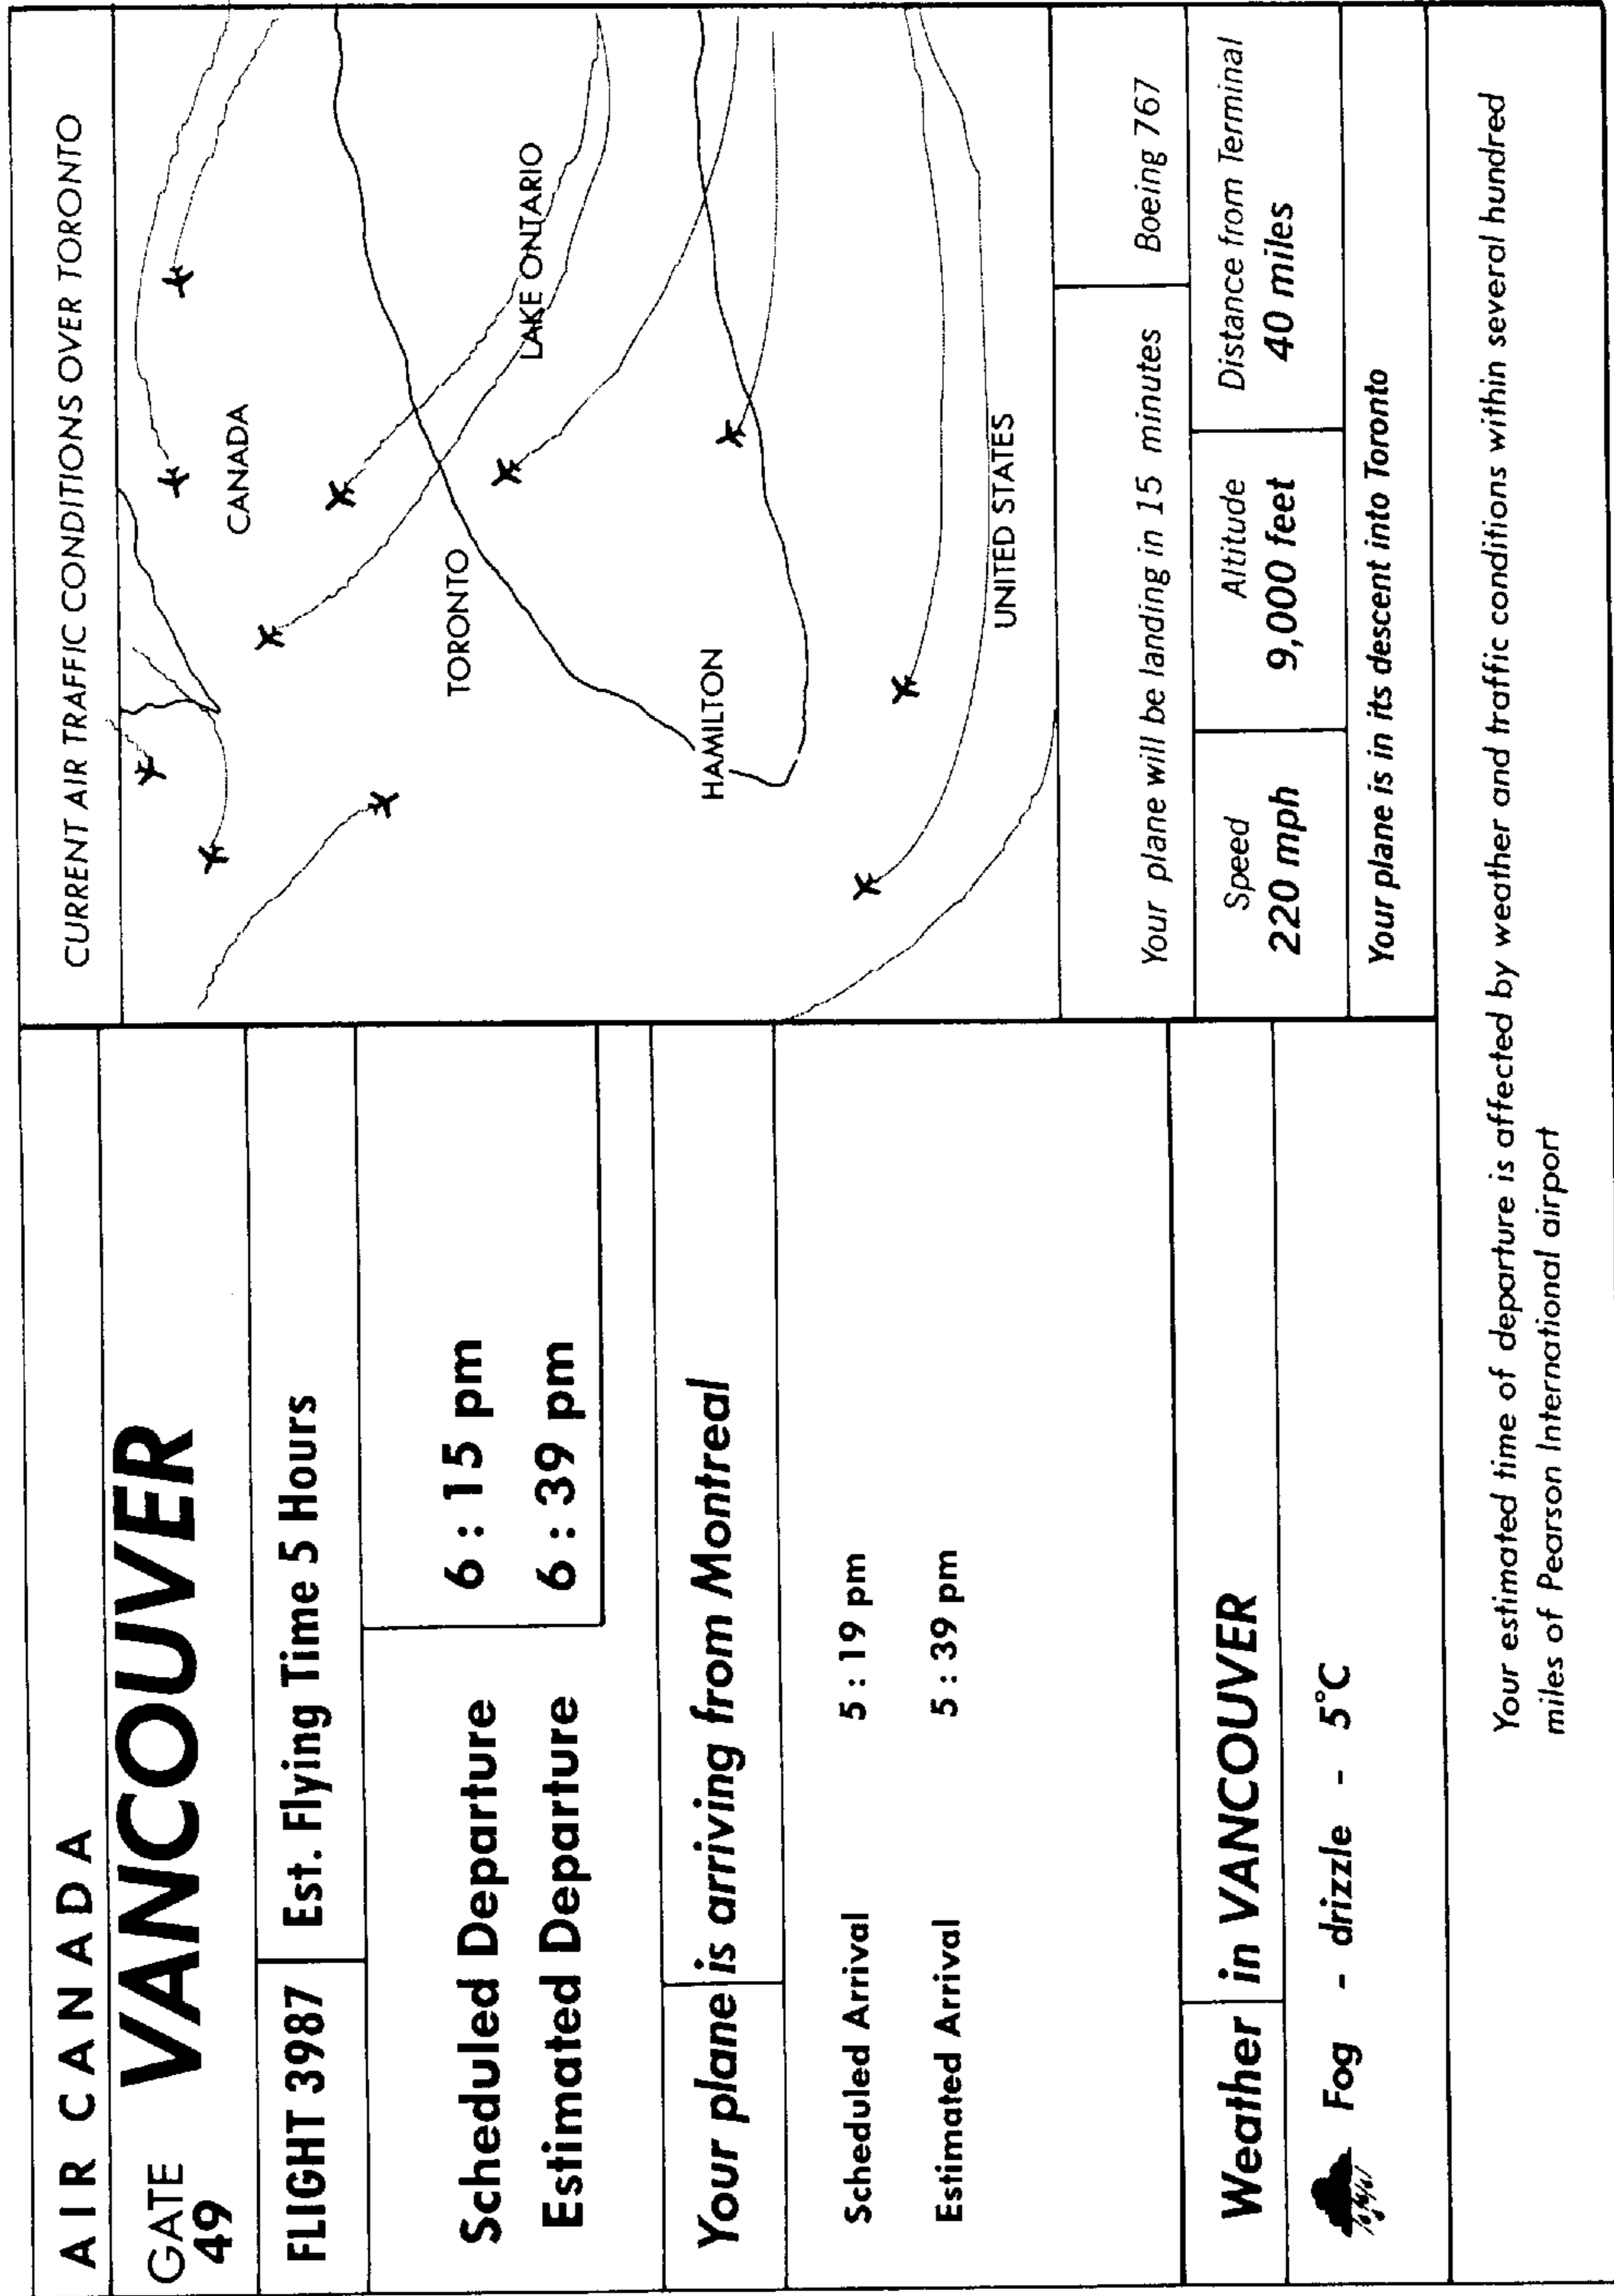 AIR CANADA
GATE 49 VANCOUVER
FLIGHT 3987 Est. Flying Time 5 Hours
Scheduled Departure 6 : 15 pm
Estimated Departure 6 : 39 pm
Your plane is arriving from Montreal
Scheduled Arrival 5 : 19 pm
Estimated Arrival 5 : 39 pm
Weather in VANCOUVER
Fog - drizzle - 5°C
CURRENT AIR TRAFFIC CONDITIONS OVER TORONTO
CANADA
TORONTO
LAKE ONTARIO
HAMILTON
UNITED STATES
Your plane will be landing in 15 minutes Boeing 767
Speed Altitude Distance from Terminal
220 mph 9,000 feet 40 miles
Your plane is in its descent into Toronto
Your estimated time of departure is affected by weather and traffic conditions within several hundred
miles of Pearson International airport